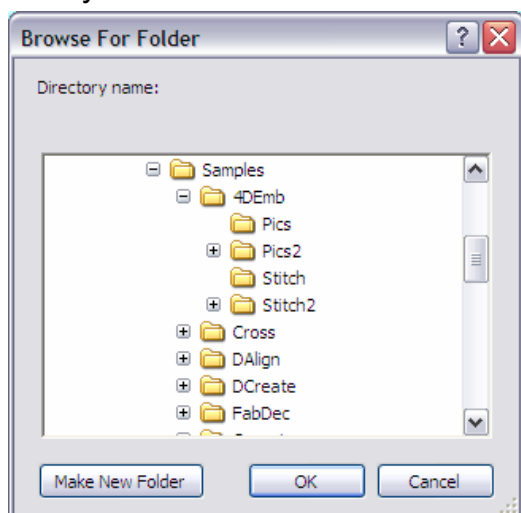 Browse For Folder
Directory name:
Samples
4DEmb
Pics
Pics2
Stitch
Stitch2
Cross
DAlign
DCreate
FabDec
Make New Folder OK Cancel